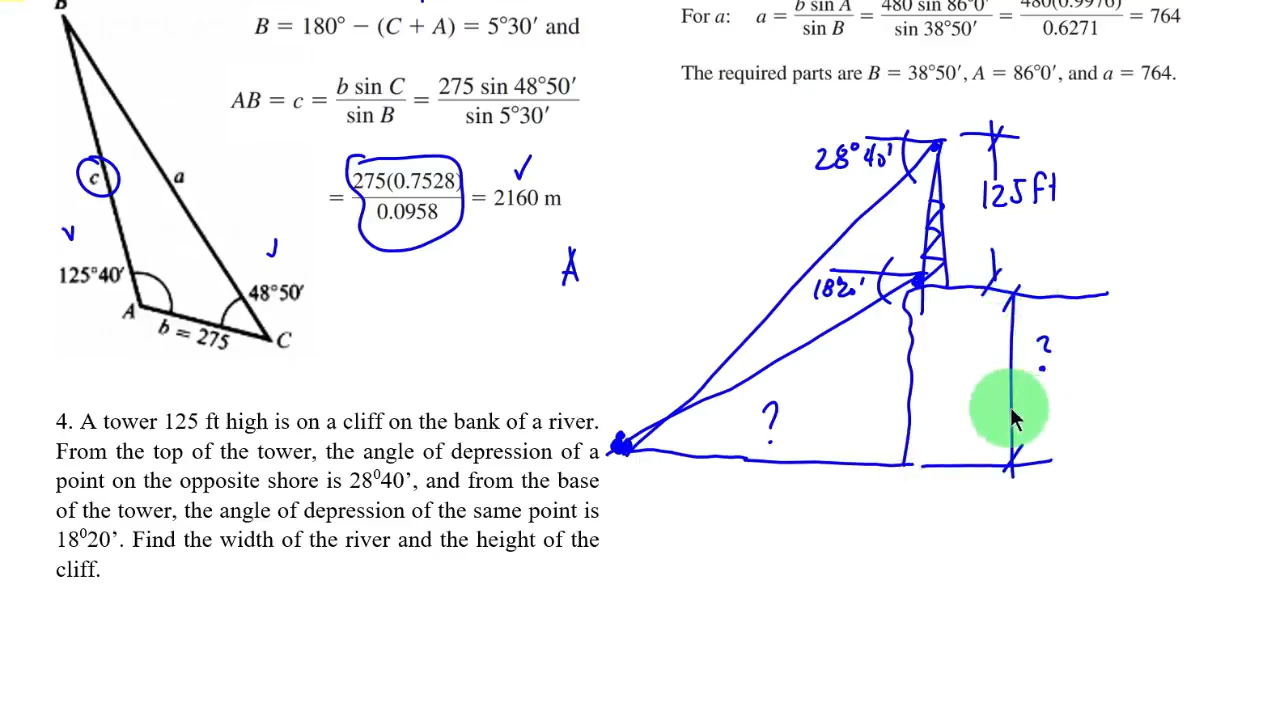 B
B = 180° − (C + A) = 5°30′ and
AB = c = b sin C / sin B = 275 sin 48°50′ / sin 5°30′
= 275(0.7528) / 0.0958 = 2160 m
c
a
125°40′
48°50′
A
b = 275
C
A
For a: a = b sin A / sin B = 480 sin 86°0′ / sin 38°50′ = 480(0.9976) / 0.6271 = 764
The required parts are B = 38°50′, A = 86°0′, and a = 764.
28°40'
125ft
18°20'
?
?
4. A tower 125 ft high is on a cliff on the bank of a river.
From the top of the tower, the angle of depression of a
point on the opposite shore is 28⁰40’, and from the base
of the tower, the angle of depression of the same point is
18⁰20’. Find the width of the river and the height of the
cliff.